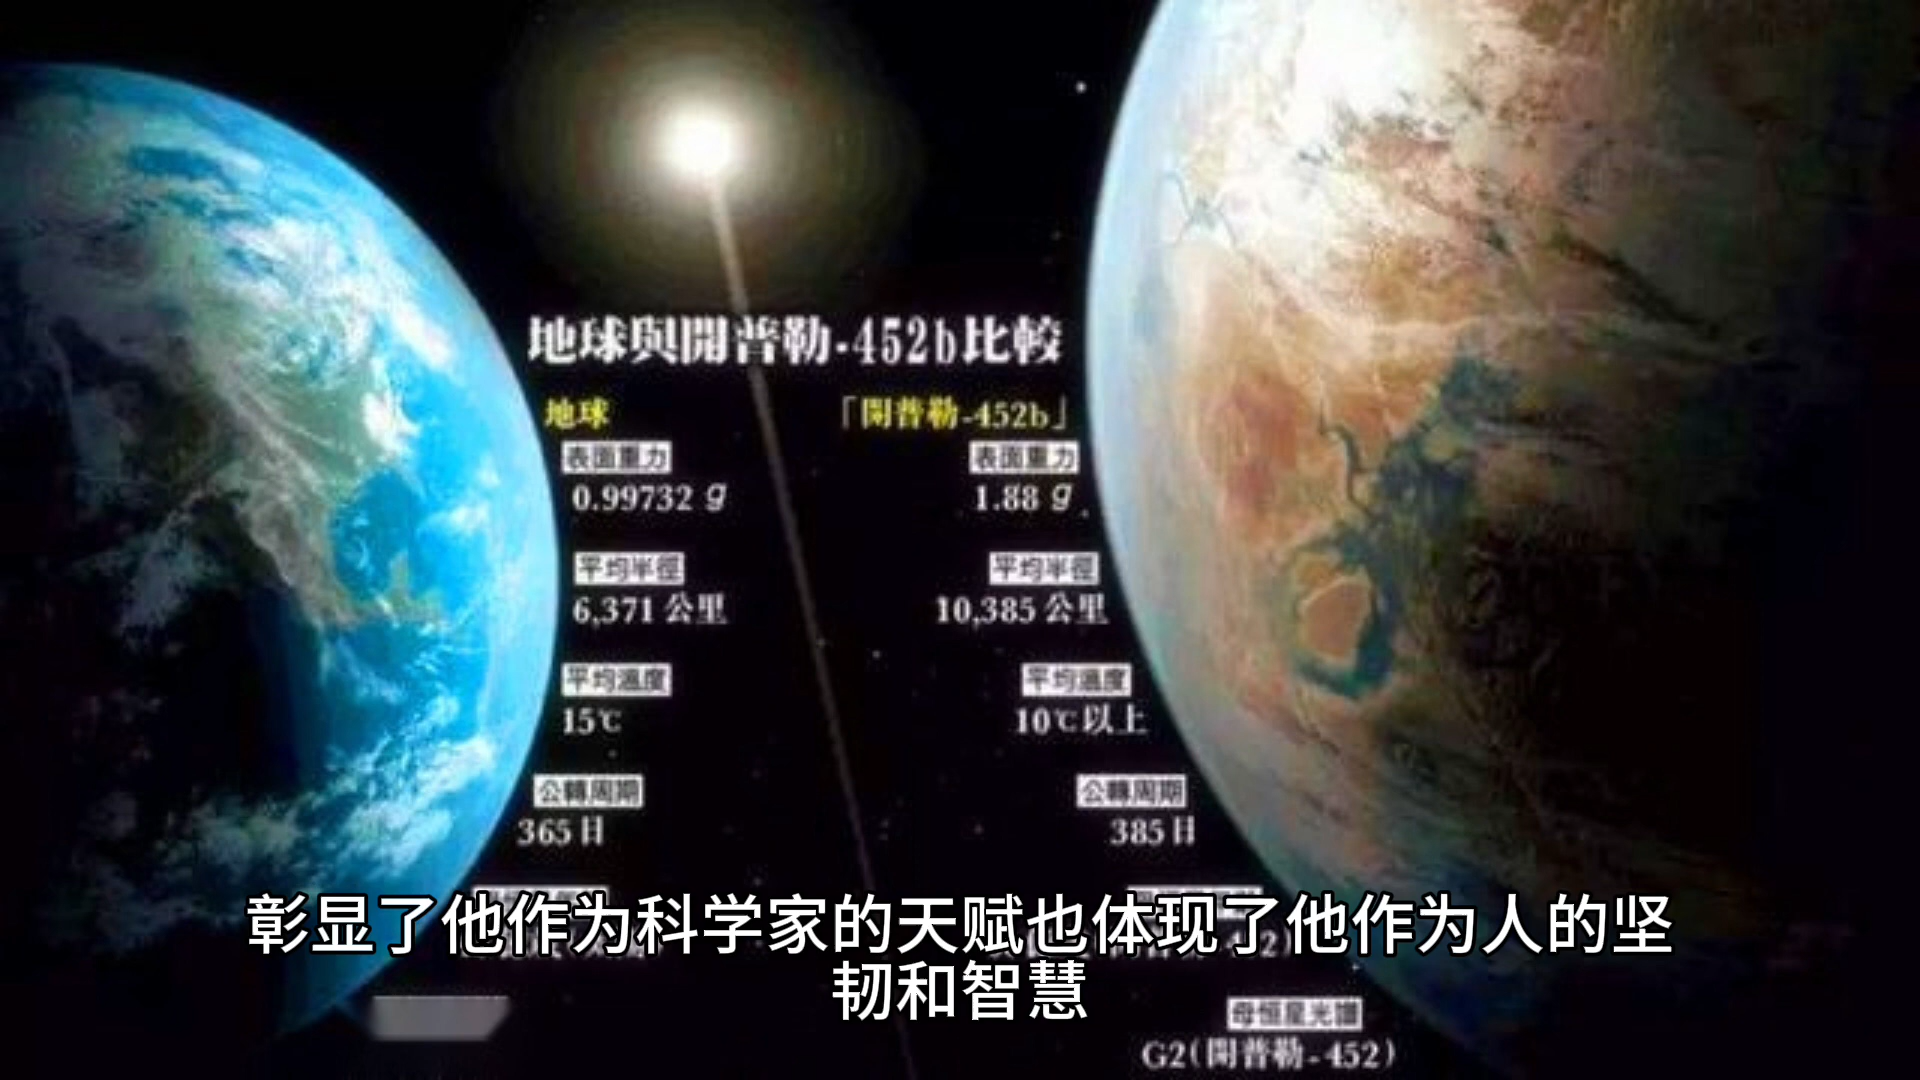 地球與開普勒-452b比較
地球
「開普勒-452b」
表面重力
0.99732 g
表面重力
1.88 g
平均半徑
6,371 公里
平均半徑
10,385 公里
平均溫度
15℃
平均溫度
10℃以上
公轉周期
365日
公轉周期
385日
彰显了他作为科学家的天赋也体现了他作为人的坚
韧和智慧
母恒星光譜
G2(開普勒-452)